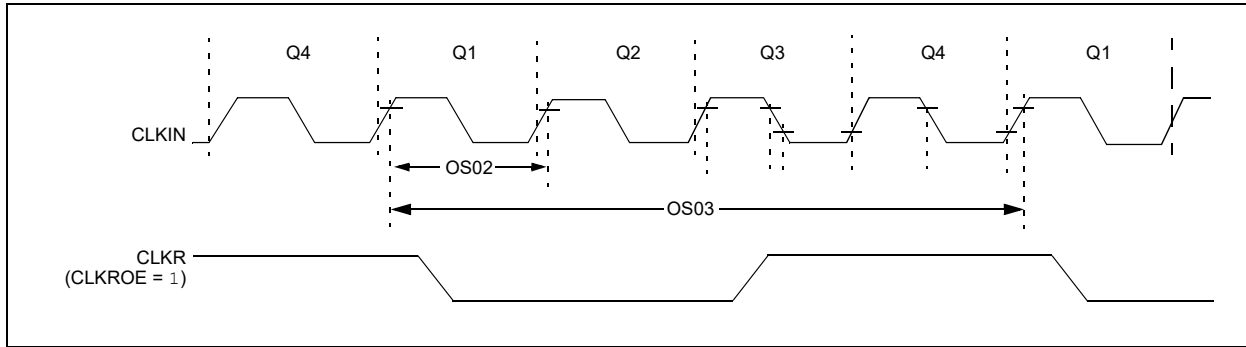 Q4 Q1 Q2 Q3 Q4 Q1
CLKIN
OS02
OS03
CLKR
(CLKROE = 1)